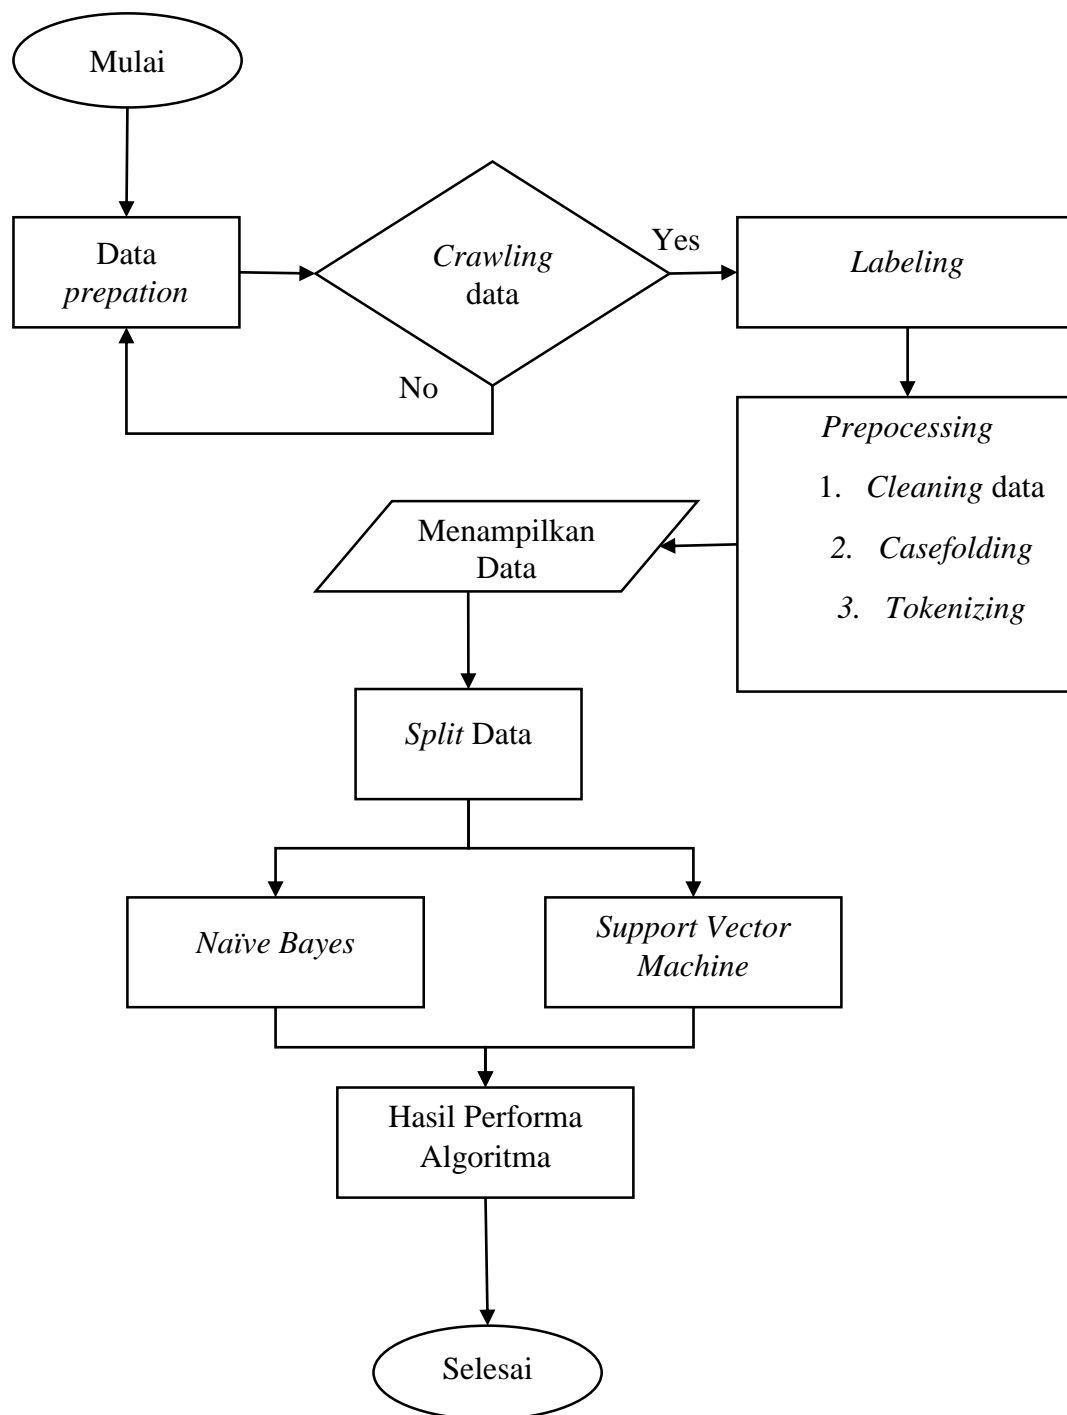 Mulai
Data
prepation
Crawling
data
Yes
No
Labeling
Prepocessing
1. Cleaning data
2. Casefolding
3. Tokenizing
Menampilkan
Data
Split Data
Naïve Bayes
Support Vector
Machine
Hasil Performa
Algoritma
Selesai